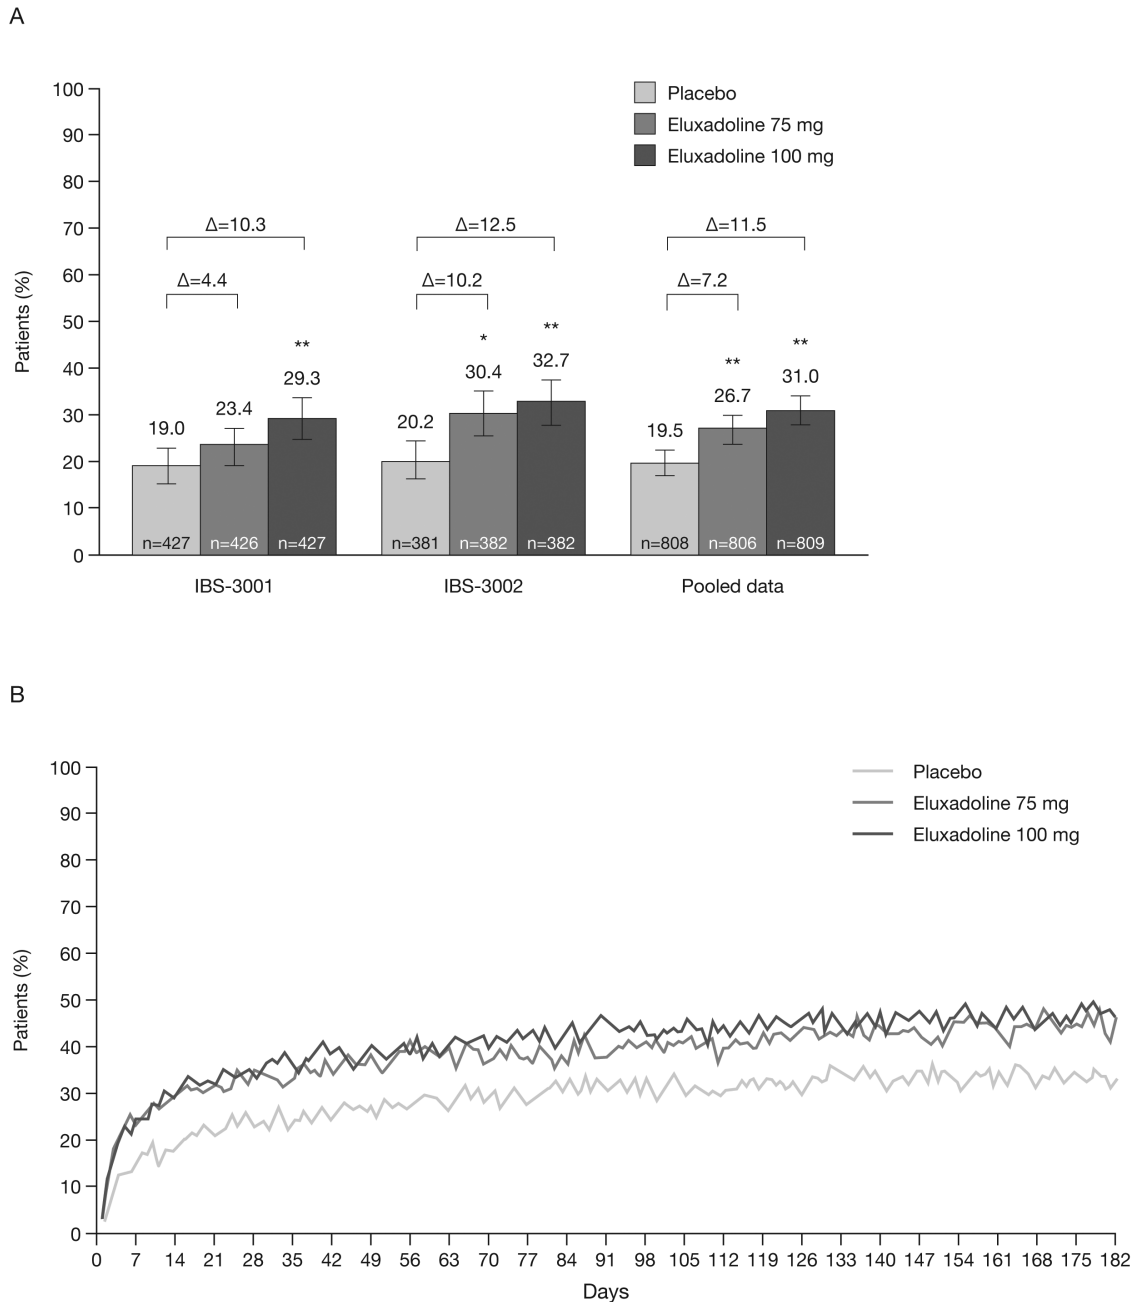 A
100
90
80
70
60
50
40
30
20
10
0
Patients (%)
Placebo
Eluxadoline 75 mg
Eluxadoline 100 mg
Δ=10.3
Δ=12.5
Δ=11.5
Δ=4.4
Δ=10.2
Δ=7.2
** * ** ** **
19.0 23.4 29.3
20.2 30.4 32.7
19.5 26.7 31.0
n=427 n=426 n=427
n=381 n=382 n=382
n=808 n=806 n=809
IBS-3001 IBS-3002 Pooled data
B
100
90
80
70
60
50
40
30
20
10
0
Patients (%)
Placebo
Eluxadoline 75 mg
Eluxadoline 100 mg
0 7 14 21 28 35 42 49 56 63 70 77 84 91 98 105 112 119 126 133 140 147 154 161 168 175 182
Days